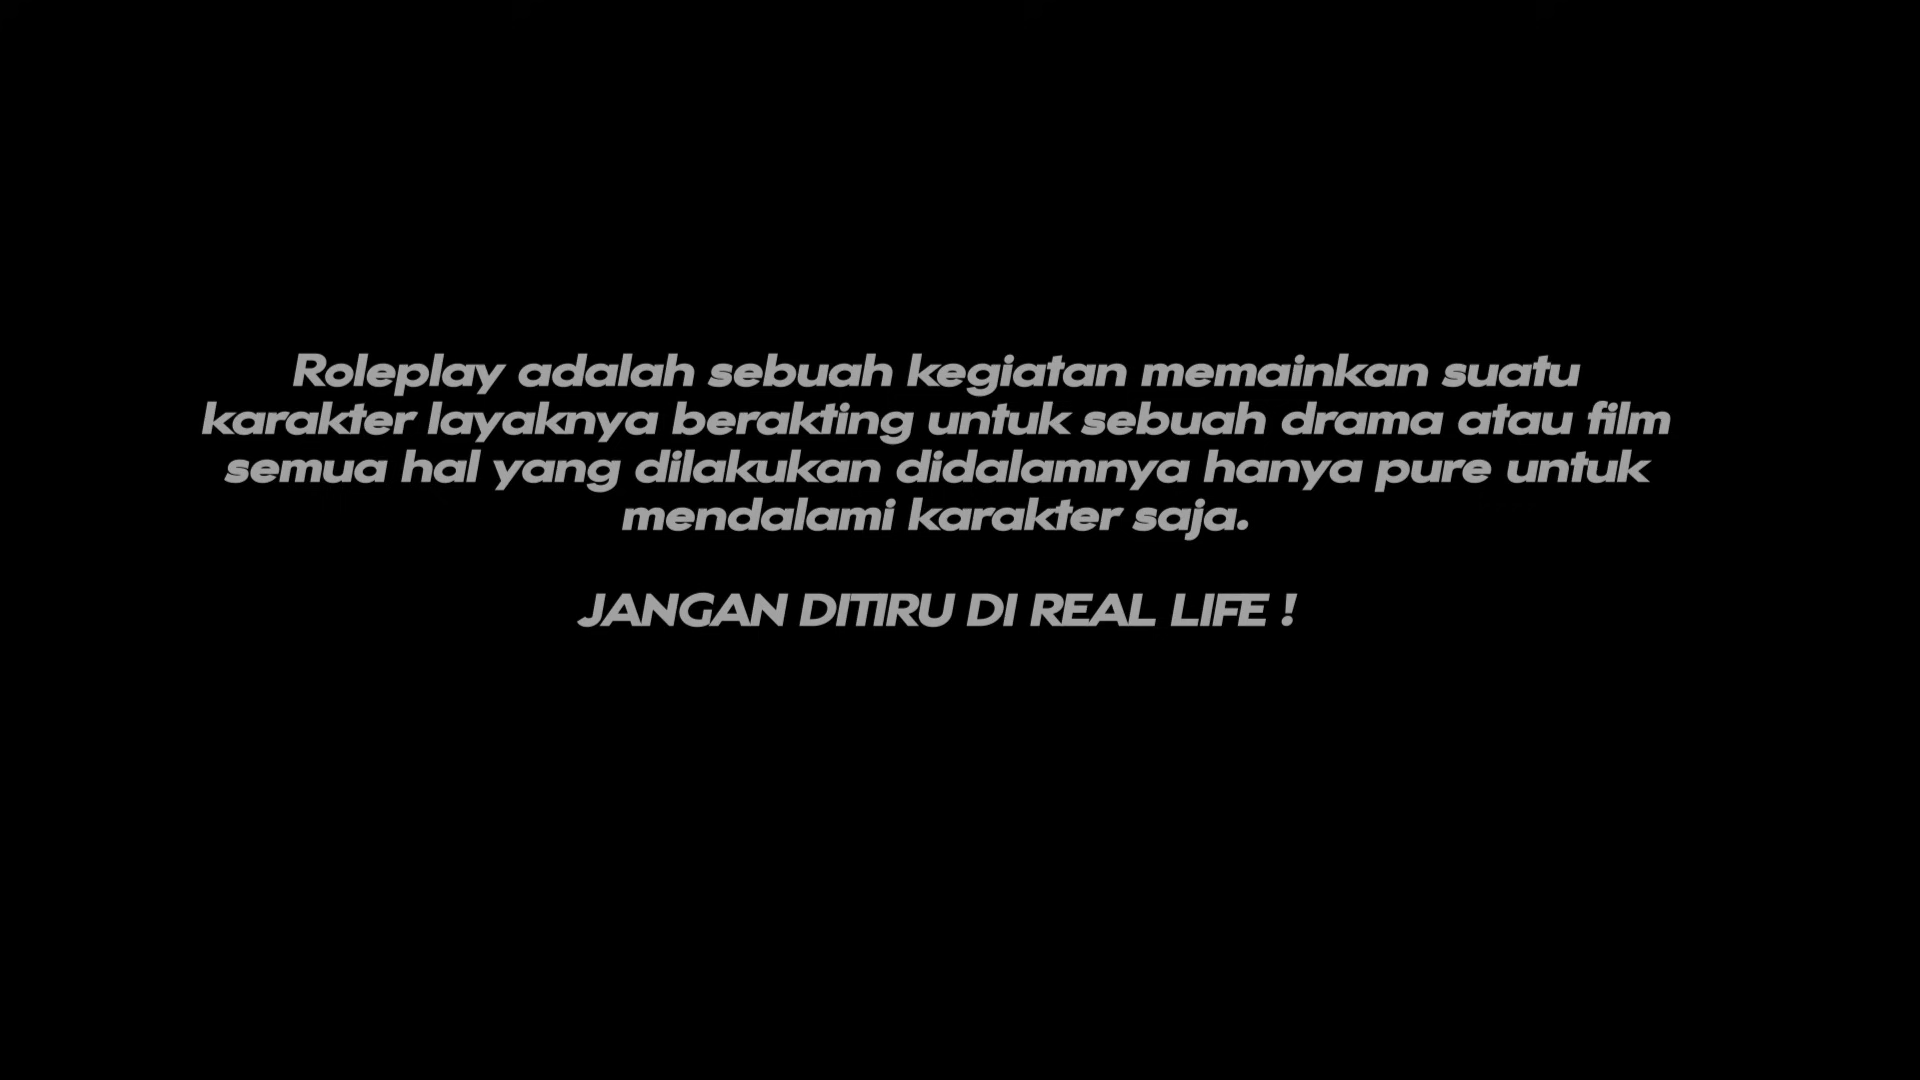 Roleplay adalah sebuah kegiatan memainkan suatu
karakter layaknya berakting untuk sebuah drama atau film
semua hal yang dilakukan didalamnya hanya pure untuk
mendalami karakter saja.
JANGAN DITIRU DI REAL LIFE !